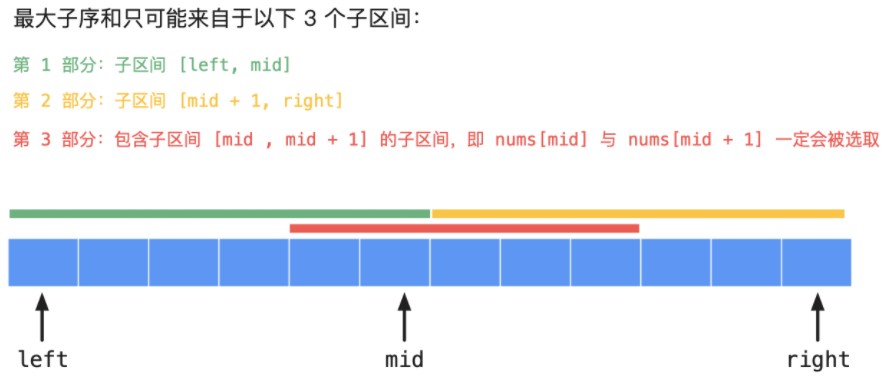 最大子序和只可能来自于以下 3 个子区间：
第 1 部分：子区间 [left, mid]
第 2 部分：子区间 [mid + 1, right]
第 3 部分：包含子区间 [mid , mid + 1] 的子区间，即 nums[mid] 与 nums[mid + 1] 一定会被选取
left mid right